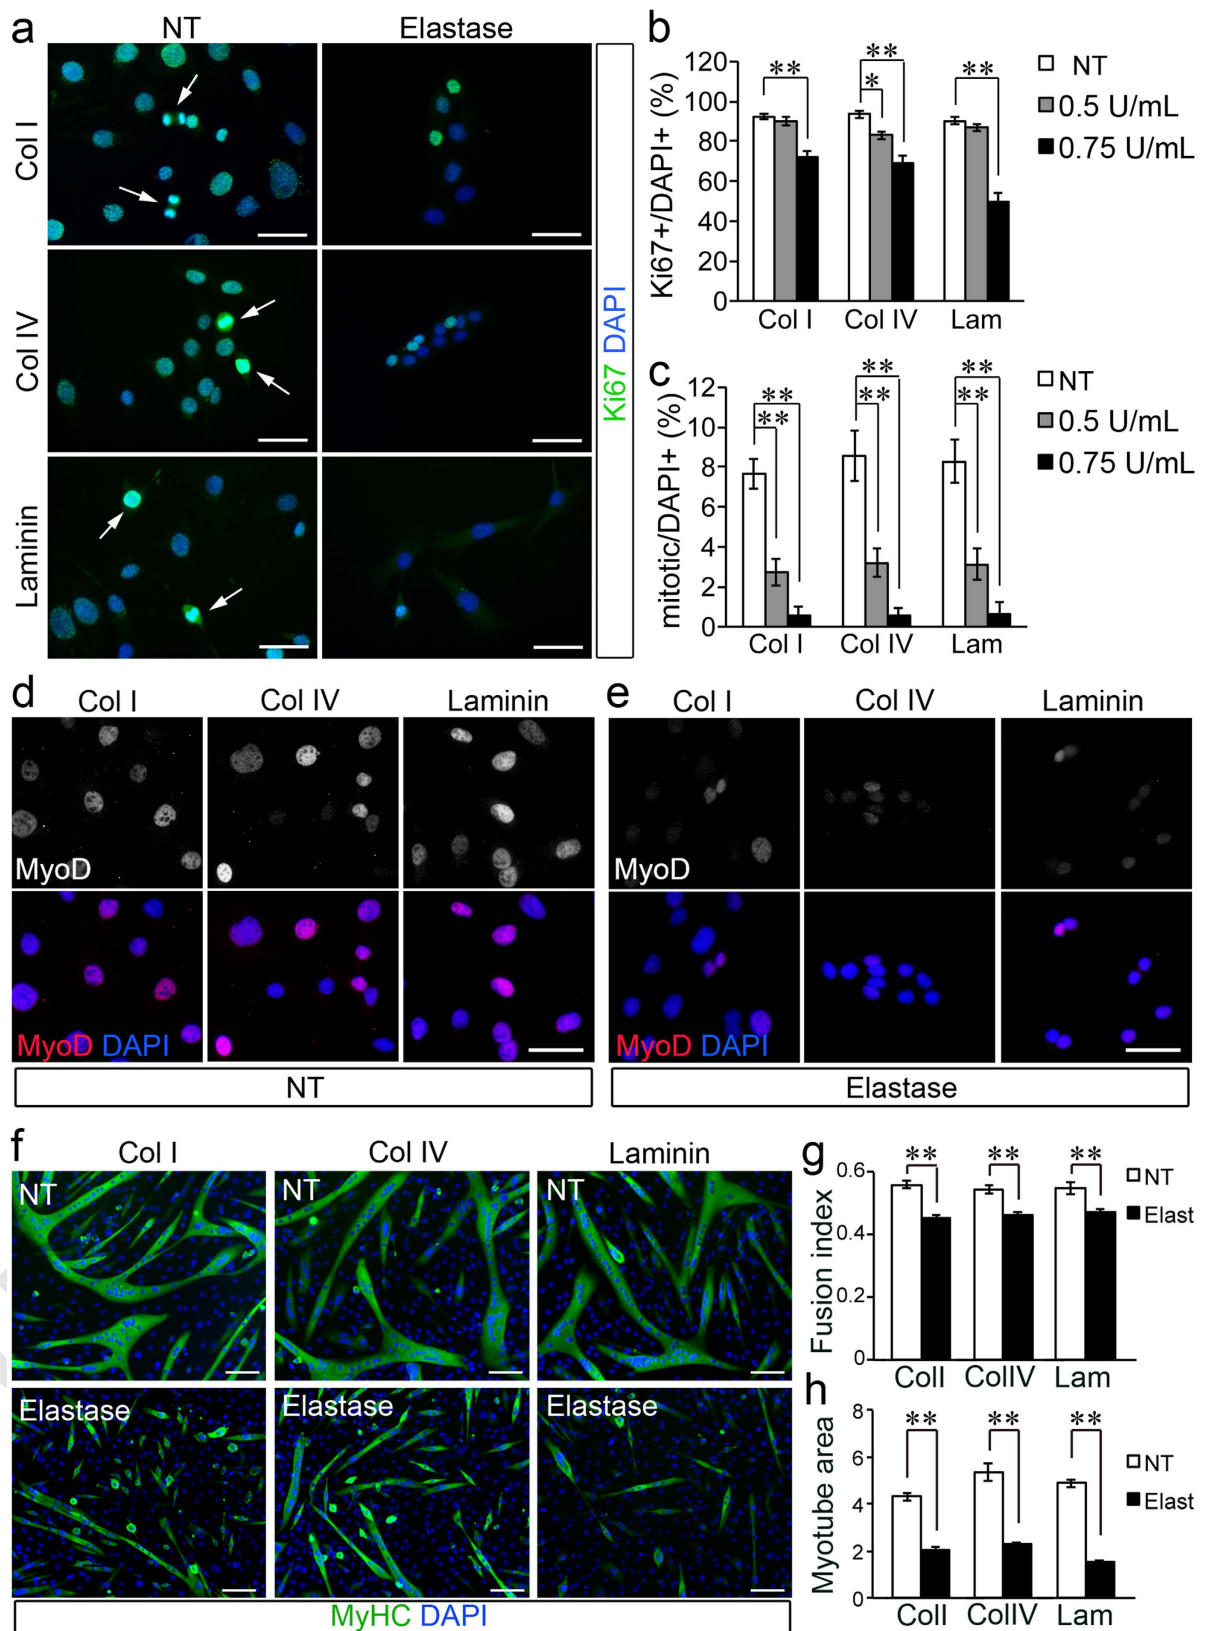 a
NT
Elastase
Col I
Col IV
Laminin
Ki67 DAPI
b
Ki67+/DAPI+ (%)
120
100
80
60
40
20
0
**
*
**
**
Col I
Col IV
Lam
NT
0.5 U/mL
0.75 U/mL
c
mitotic/DAPI+ (%)
12
10
8
6
4
2
0
**
**
**
**
**
**
Col I
Col IV
Lam
NT
0.5 U/mL
0.75 U/mL
d
Col I
Col IV
Laminin
MyoD
MyoD DAPI
NT
e
Col I
Col IV
Laminin
MyoD
MyoD DAPI
Elastase
f
Col I
Col IV
Laminin
NT
NT
NT
Elastase
Elastase
Elastase
MyHC DAPI
g
Fusion index
0.6
0.4
0.2
0
**
**
**
ColI
ColIV
Lam
NT
Elast
h
Myotube area
8
6
4
2
0
**
**
**
ColI
ColIV
Lam
NT
Elast